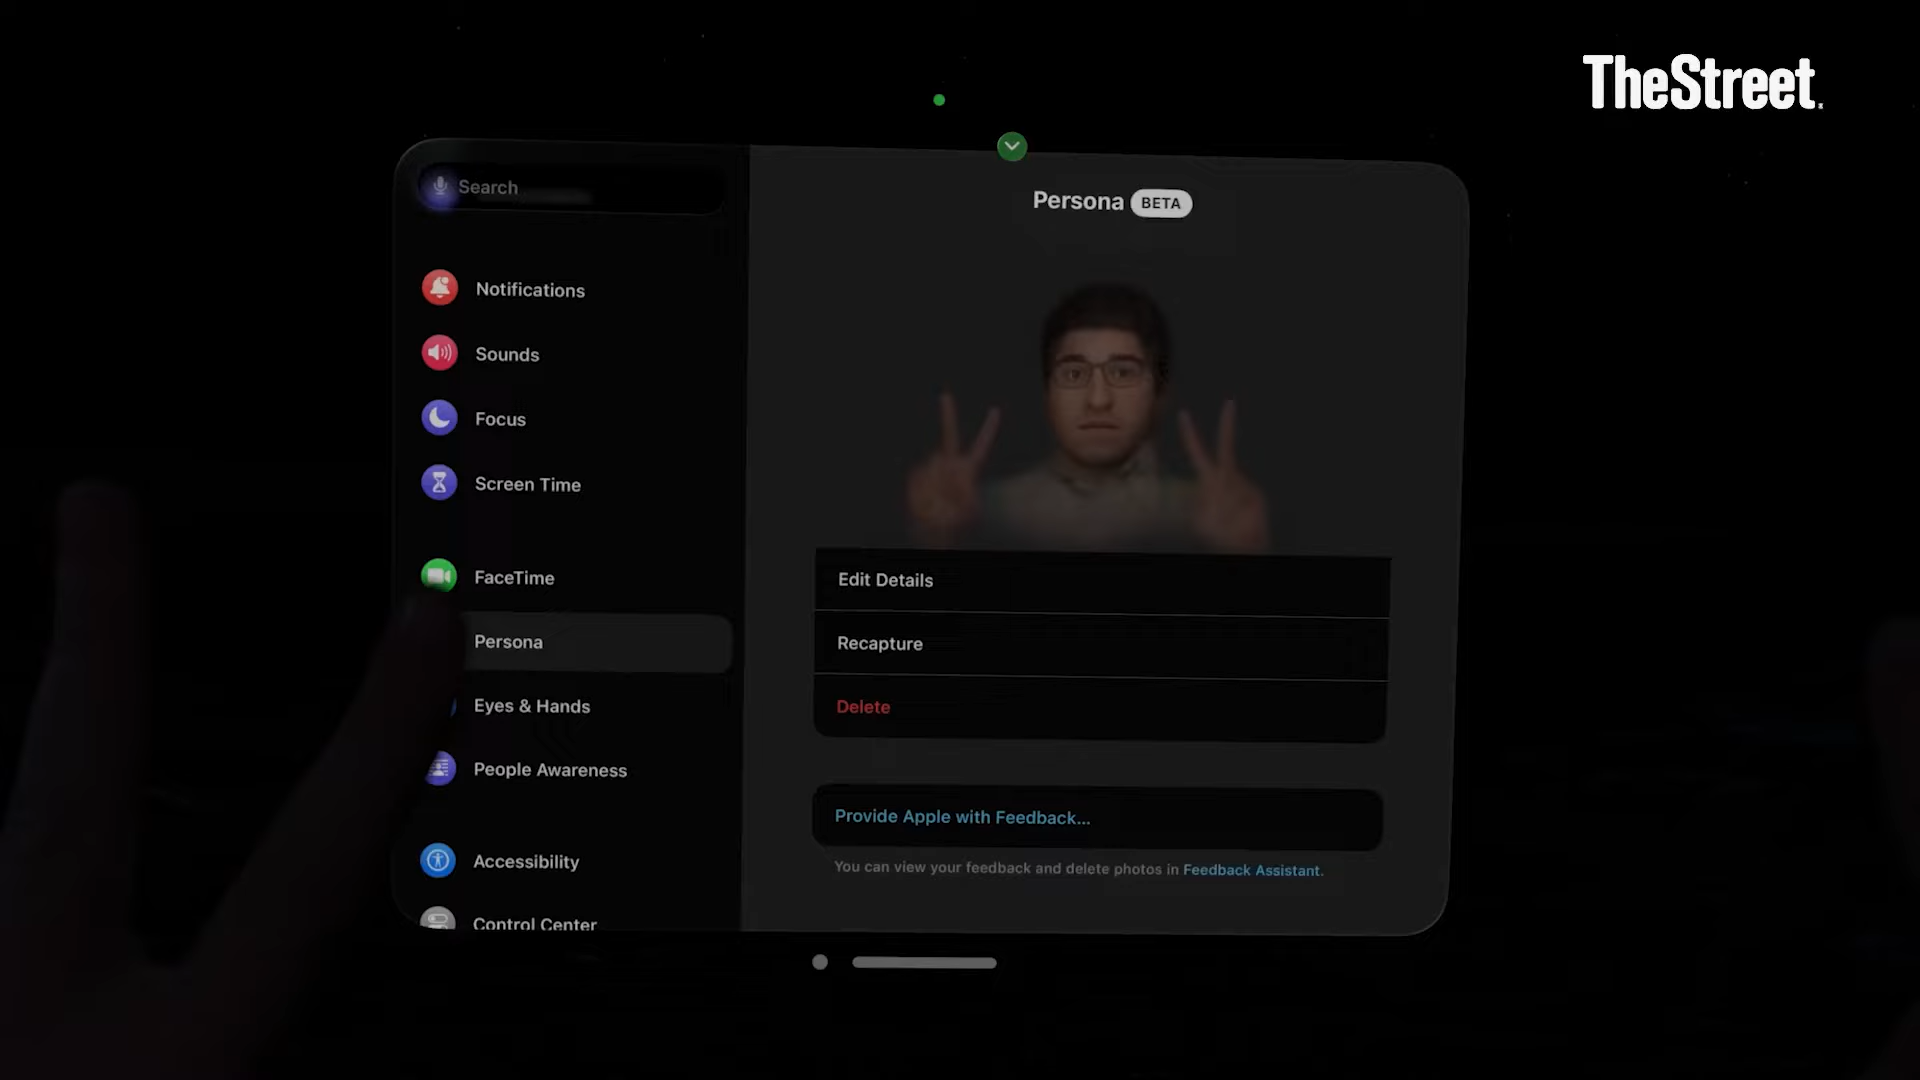 TheStreet.
Search
Persona BETA
Notifications
Sounds
Focus
Screen Time
FaceTime
Persona
Eyes & Hands
People Awareness
Accessibility
Control Center
Edit Details
Recapture
Delete
Provide Apple with Feedback...
You can view your feedback and delete photos in Feedback Assistant.